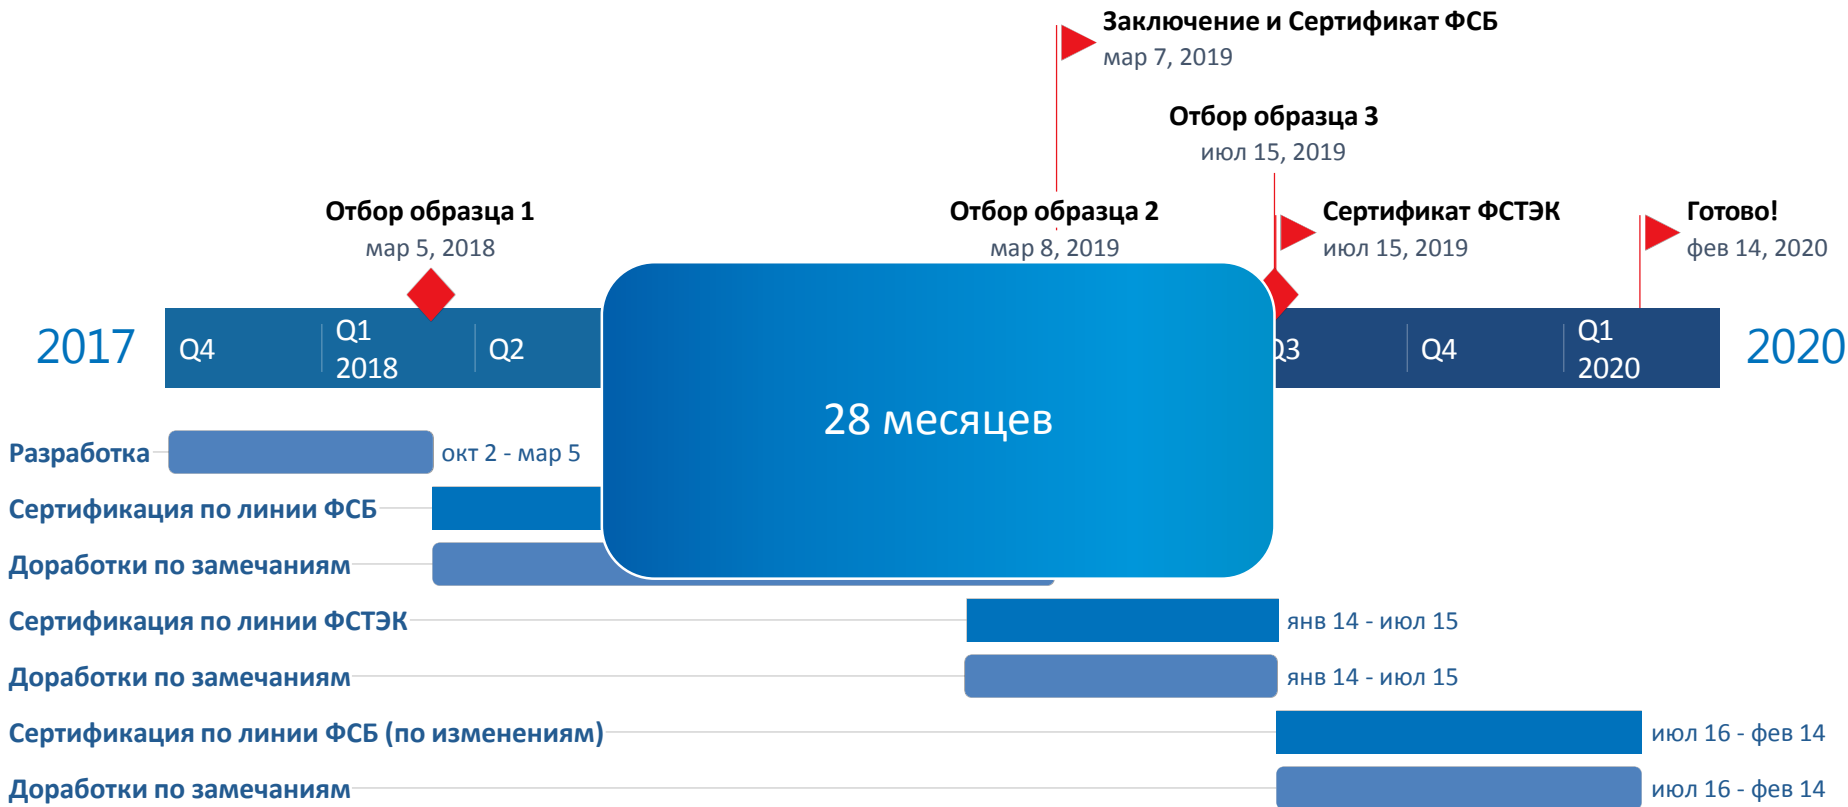 Заключение и Сертификат ФСБ
мар 7, 2019
Отбор образца 3
июл 15, 2019
Отбор образца 1
мар 5, 2018
Отбор образца 2
мар 8, 2019
Сертификат ФСТЭК
июл 15, 2019
Готово!
фев 14, 2020
2017
Q4
Q1
2018
Q2
Q3
Q4
Q1
2020
2020
28 месяцев
Разработка
окт 2 - мар 5
Сертификация по линии ФСБ
Доработки по замечаниям
Сертификация по линии ФСТЭК
янв 14 - июл 15
Доработки по замечаниям
янв 14 - июл 15
Сертификация по линии ФСБ (по изменениям)
июл 16 - фев 14
Доработки по замечаниям
июл 16 - фев 14